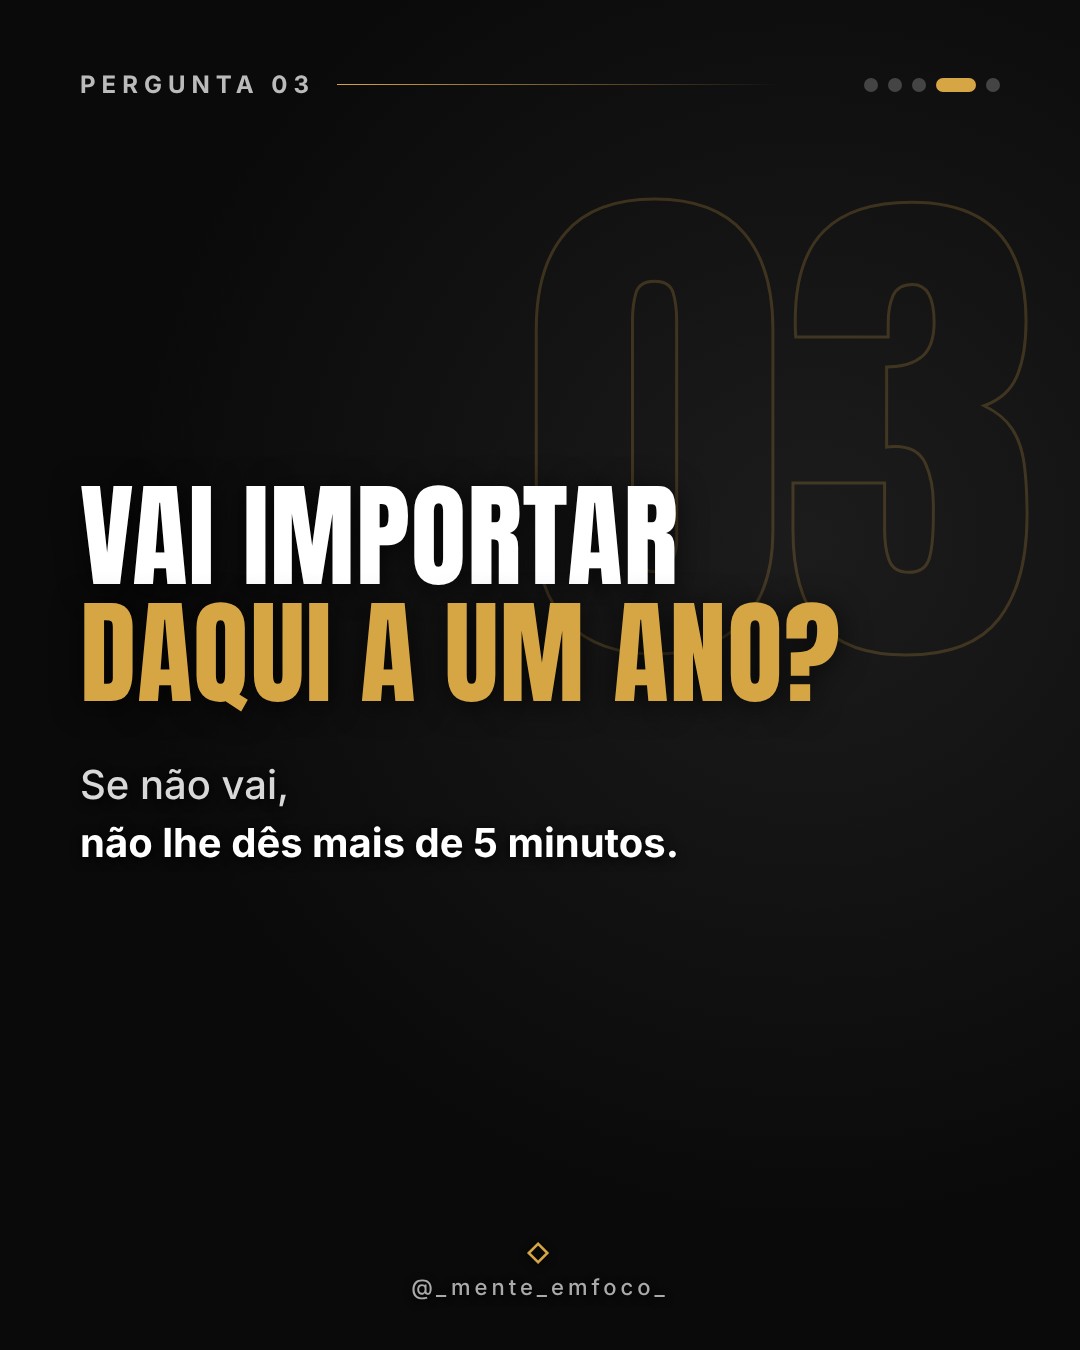 PERGUNTA 03
03
VAI IMPORTAR
DAQUI A UM ANO?
Se não vai,
não lhe dês mais de 5 minutos.
@_mente_emfoco_